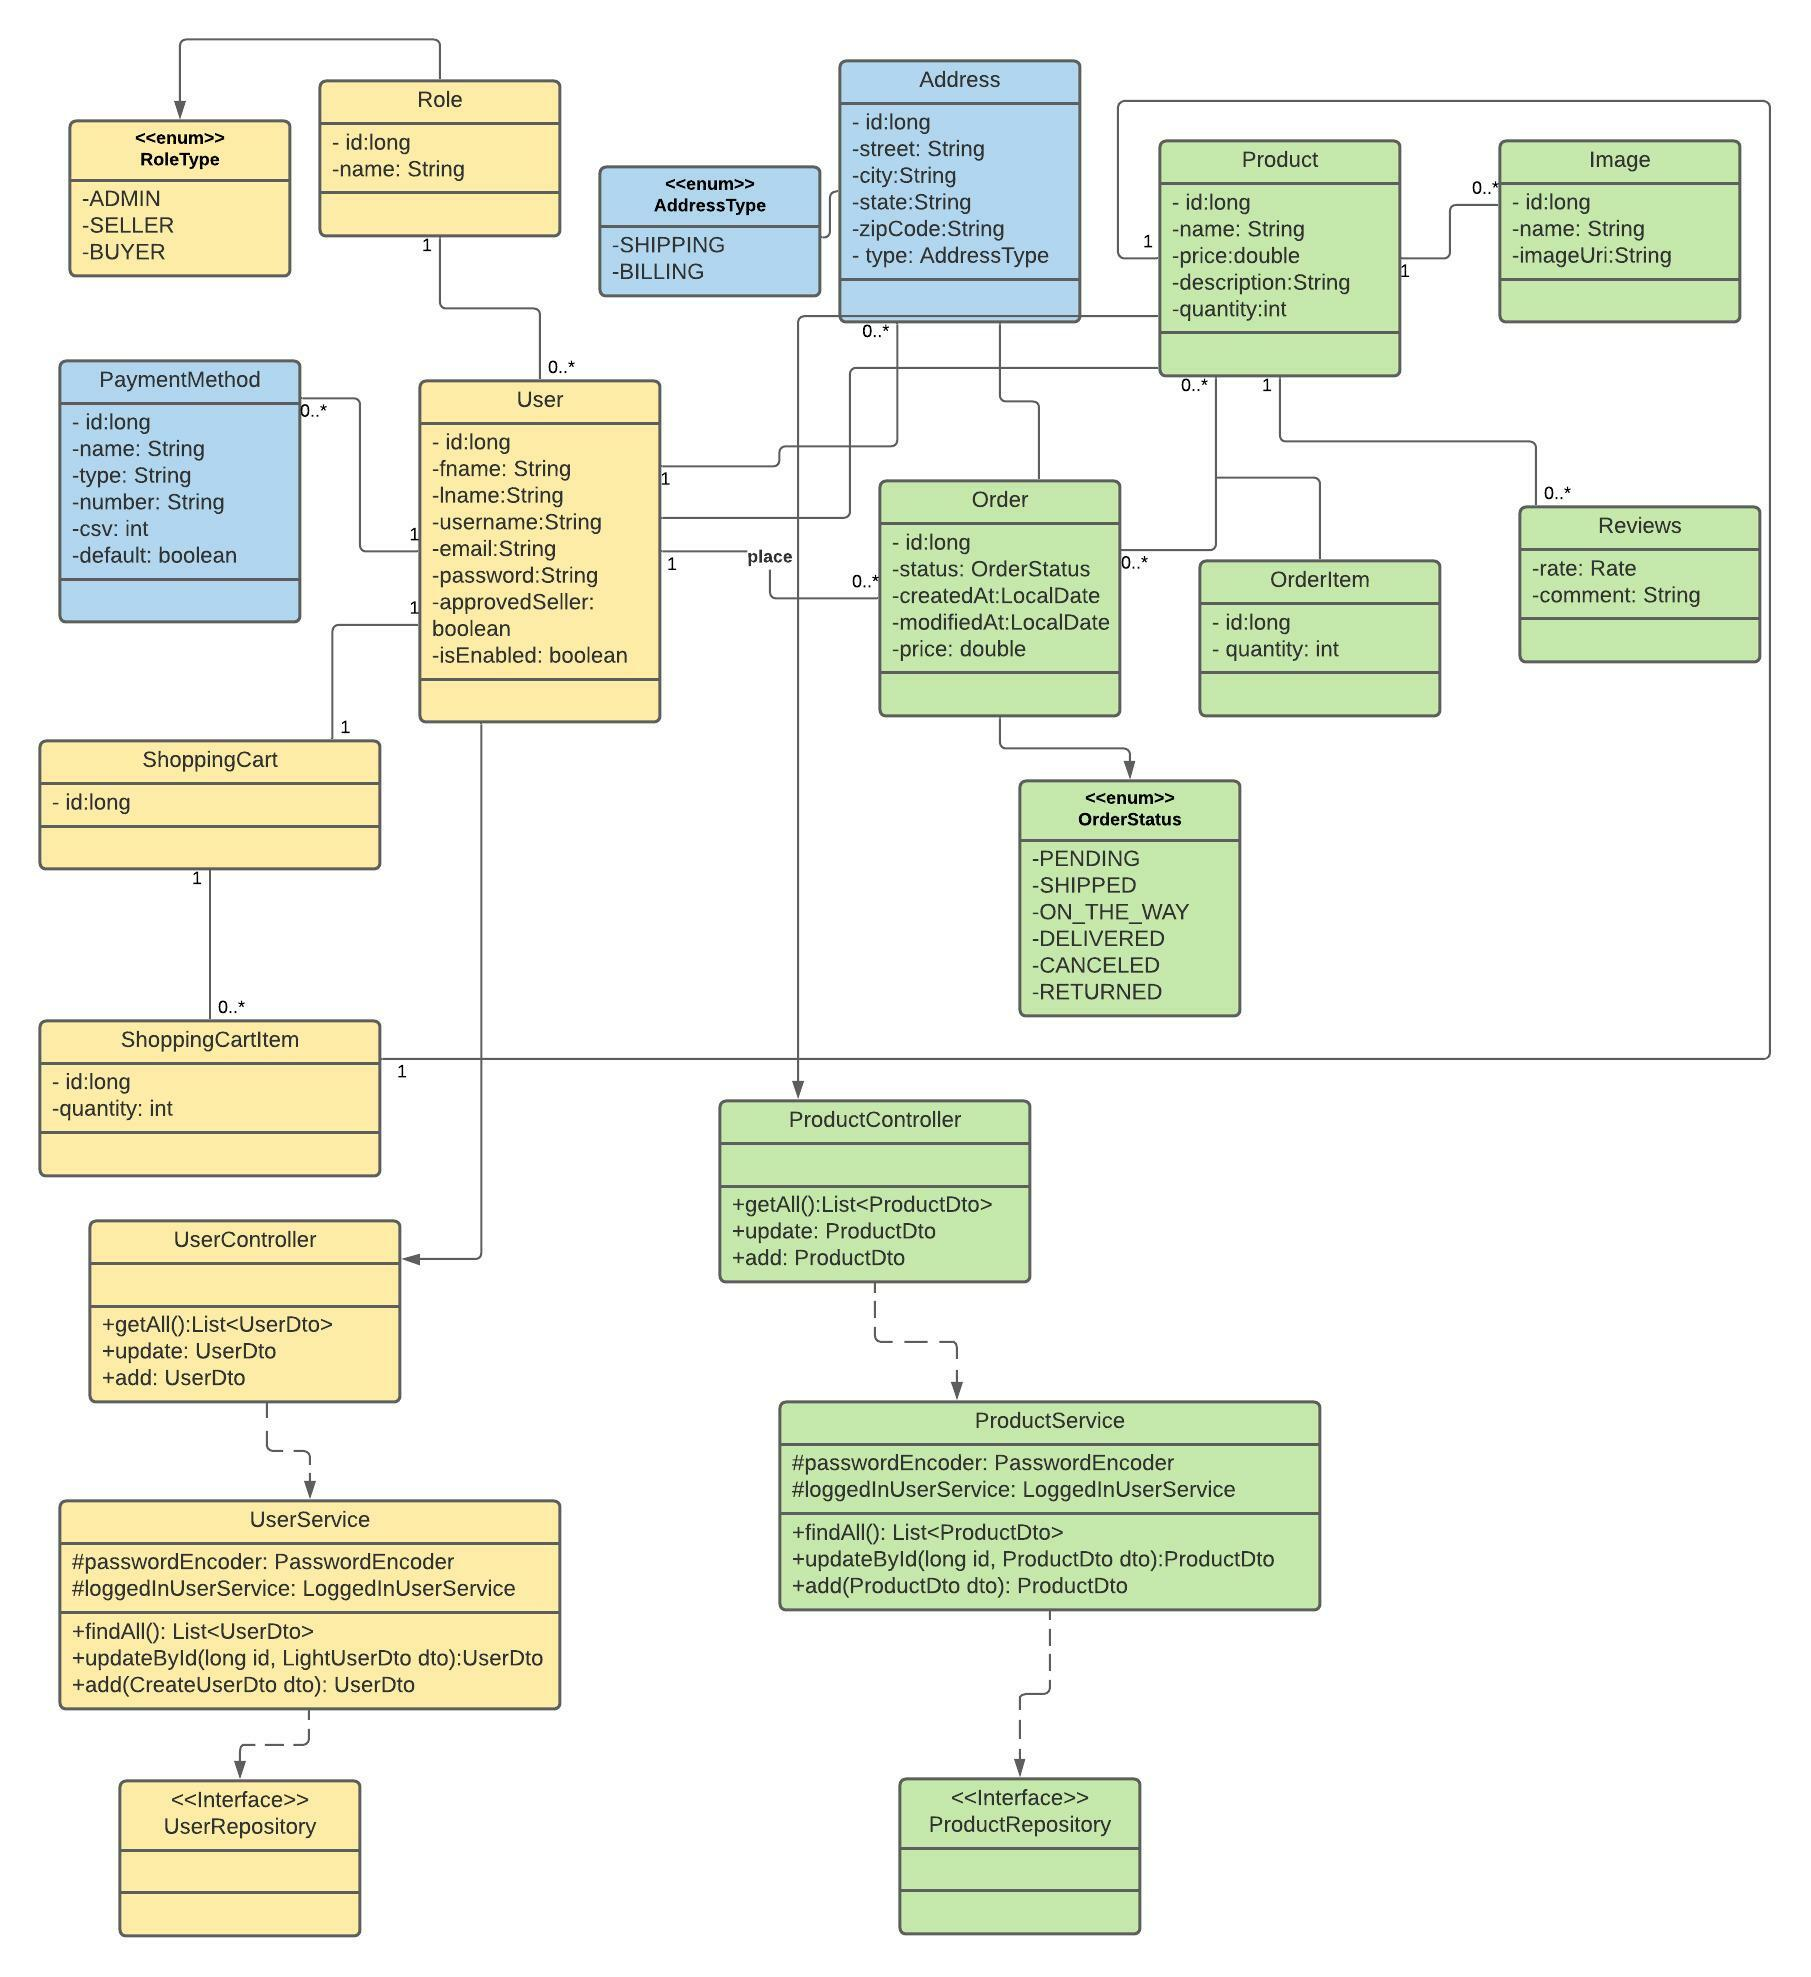 Role
- id:long
-name: String
1
<<enum>>
RoleType
-ADMIN
-SELLER
-BUYER
Address
- id:long
-street: String
-city:String
-state:String
-zipCode:String
- type: AddressType
0..*
<<enum>>
AddressType
-SHIPPING
-BILLING
Product
- id:long
-name: String
-price:double
-description:String
-quantity:int
1
1
0..*
1
Image
- id:long
-name: String
-imageUri:String
0..*
PaymentMethod
- id:long
-name: String
-type: String
-number: String
-csv: int
-default: boolean
0..*
0..*
User
- id:long
-fname: String
-lname:String
-username:String
-email:String
-password:String
-approvedSeller:
boolean
-isEnabled: boolean
1
1
1
1
place
0..*
Order
- id:long
-status: OrderStatus
-createdAt:LocalDate
-modifiedAt:LocalDate
-price: double
0..*
OrderItem
- id:long
- quantity: int
0..*
Reviews
-rate: Rate
-comment: String
1
ShoppingCart
- id:long
1
<<enum>>
OrderStatus
-PENDING
-SHIPPED
-ON_THE_WAY
-DELIVERED
-CANCELED
-RETURNED
0..*
ShoppingCartItem
- id:long
-quantity: int
1
ProductController
+getAll():List<ProductDto>
+update: ProductDto
+add: ProductDto
UserController
+getAll():List<UserDto>
+update: UserDto
+add: UserDto
ProductService
#passwordEncoder: PasswordEncoder
#loggedInUserService: LoggedInUserService
+findAll(): List<ProductDto>
+updateById(long id, ProductDto dto):ProductDto
+add(ProductDto dto): ProductDto
UserService
#passwordEncoder: PasswordEncoder
#loggedInUserService: LoggedInUserService
+findAll(): List<UserDto>
+updateById(long id, LightUserDto dto):UserDto
+add(CreateUserDto dto): UserDto
<<Interface>>
UserRepository
<<Interface>>
ProductRepository